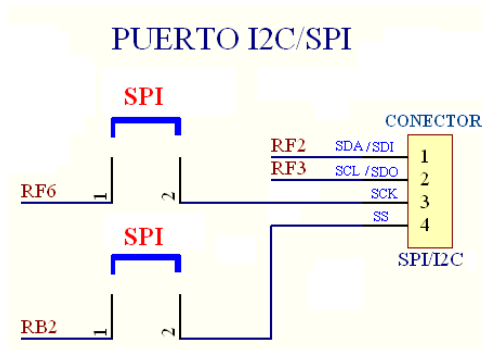 PUERTO I2C/SPI
SPI
CONECTOR
RF2 SDA/SDI 1
RF3 SCL/SDO 2
RF6 1 2 SCK 3
SS 4
SPI
SPI/I2C
RB2 1 2